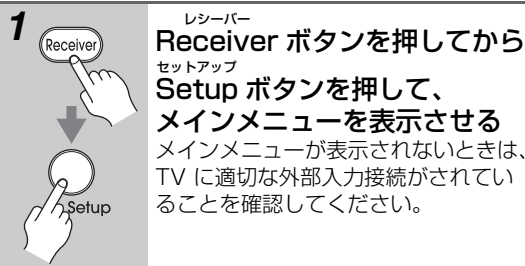 1
Receiver
Setup
レシーバー
Receiver ボタンを押してから
セットアップ
Setup ボタンを押して、
メインメニューを表示させる
メインメニューが表示されないときは、
TV に適切な外部入力接続がされてい
ることを確認してください。